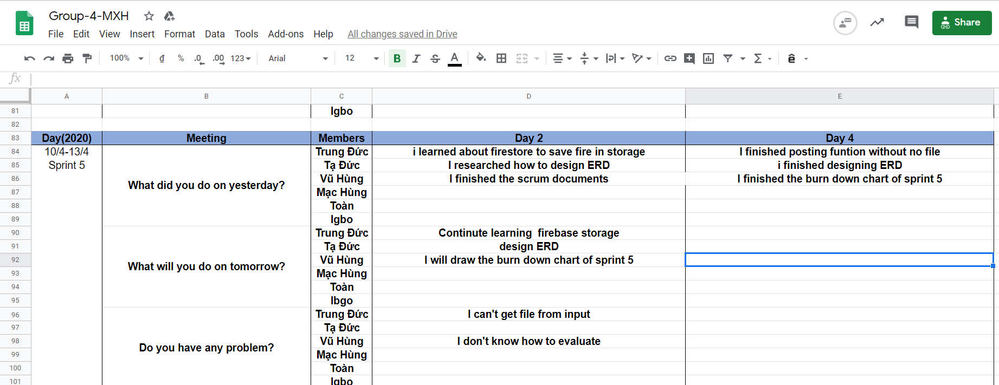 Group-4-MXH
File Edit View Insert Format Data Tools Add-ons Help All changes saved in Drive
Share
100% đ % .0 .00 123 Arial 12 B I S A Σ ê
fx
A B C D E
81 Igbo
82
83 Day(2020) Meeting Members Day 2 Day 4
84 10/4-13/4 Trung Đức i learned about firestore to save fire in storage I finished posting funtion without no file
85 Sprint 5 Tạ Đức I researched how to design ERD i finished designing ERD
86 What did you do on yesterday? Vũ Hùng I finished the scrum documents I finished the burn down chart of sprint 5
87 Mạc Hùng
88 Toàn
89 Igbo
90 Trung Đức Continute learning  firebase storage
91 Tạ Đức design ERD
92 What will you do on tomorrow? Vũ Hùng I will draw the burn down chart of sprint 5
93 Mạc Hùng
94 Toàn
95 Ibgo
96 Trung Đức I can't get file from input
97 Tạ Đức
98 Do you have any problem? Vũ Hùng I don't know how to evaluate
99 Mạc Hùng
100 Toàn
101 Igbo